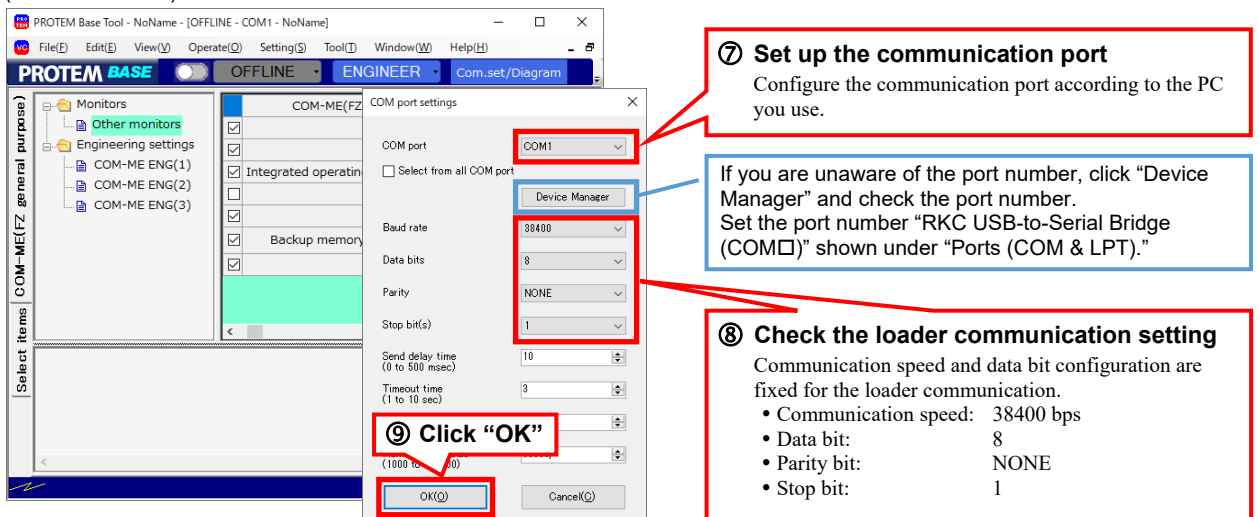 PROTEM Base Tool - NoName - [OFFLINE - COM1 - NoName]
File(F) Edit(E) View(V) Operate(O) Setting(S) Tool(T) Window(W) Help(H)
PROTEM BASE OFFLINE ENGINEER Com.set/Diagram
COM-ME(FZ general purpose)
Select items
Monitors
Other monitors
Engineering settings
COM-ME ENG(1)
COM-ME ENG(2)
COM-ME ENG(3)
COM-ME(FZ
Integrated operatin
Backup memory
COM port settings
COM port COM1
Select from all COM port
Device Manager
Baud rate 38400
Data bits 8
Parity NONE
Stop bit(s) 1
Send delay time 10
(0 to 500 msec)
Timeout time 3
(1 to 10 sec)
⑨ Click “OK”
OK(O) Cancel(C)
⑦ Set up the communication port
Configure the communication port according to the PC
you use.
If you are unaware of the port number, click “Device
Manager” and check the port number.
Set the port number “RKC USB-to-Serial Bridge
(COM□)” shown under “Ports (COM & LPT).”
⑧ Check the loader communication setting
Communication speed and data bit configuration are
fixed for the loader communication.
• Communication speed: 38400 bps
• Data bit: 8
• Parity bit: NONE
• Stop bit: 1